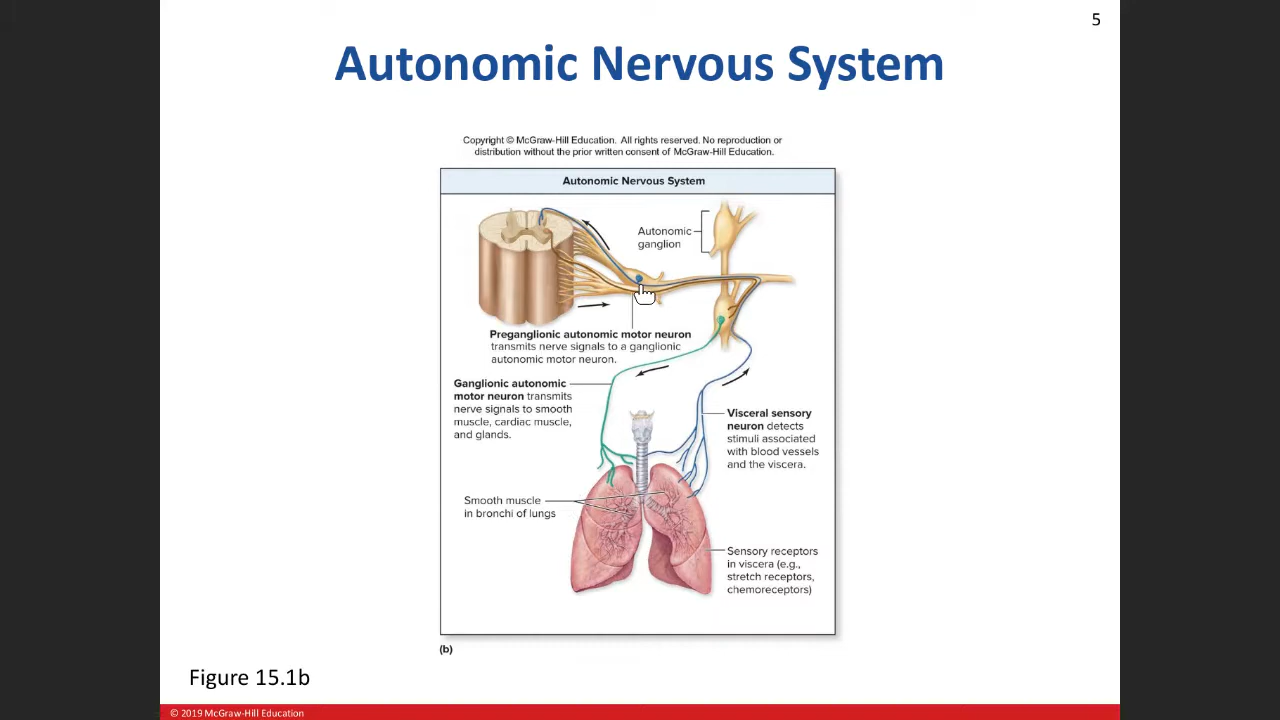 5
Autonomic Nervous System
Copyright © McGraw-Hill Education. All rights reserved. No reproduction or
distribution without the prior written consent of McGraw-Hill Education.
Autonomic Nervous System
Autonomic
ganglion
Preganglionic autonomic motor neuron
transmits nerve signals to a ganglionic
autonomic motor neuron.
Ganglionic autonomic
motor neuron transmits
nerve signals to smooth
muscle, cardiac muscle,
and glands.
Visceral sensory
neuron detects
stimuli associated
with blood vessels
and the viscera.
Smooth muscle
in bronchi of lungs
Sensory receptors
in viscera (e.g.,
stretch receptors,
chemoreceptors)
(b)
Figure 15.1b
© 2019 McGraw-Hill Education